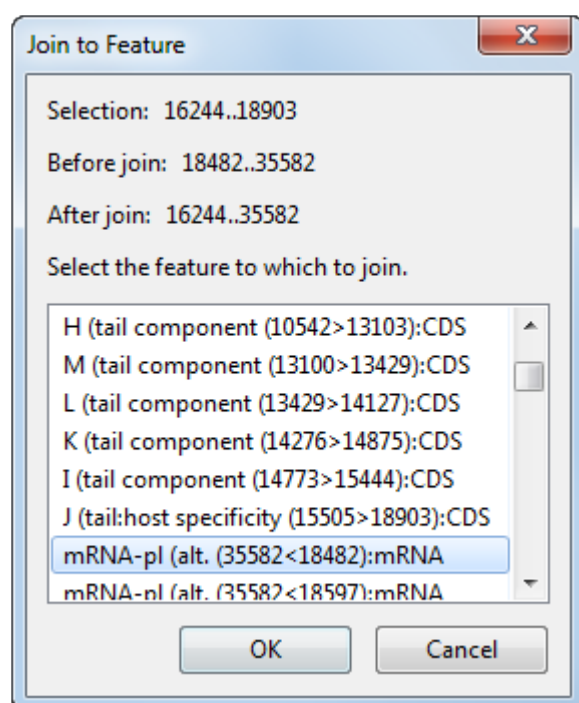 Join to Feature
Selection: 16244..18903
Before join: 18482..35582
After join: 16244..35582
Select the feature to which to join.
H (tail component (10542>13103):CDS
M (tail component (13100>13429):CDS
L (tail component (13429>14127):CDS
K (tail component (14276>14875):CDS
I (tail component (14773>15444):CDS
J (tail:host specificity (15505>18903):CDS
mRNA-pl (alt. (35582<18482):mRNA
mRNA-pl (alt. (35582<18597):mRNA
OK Cancel